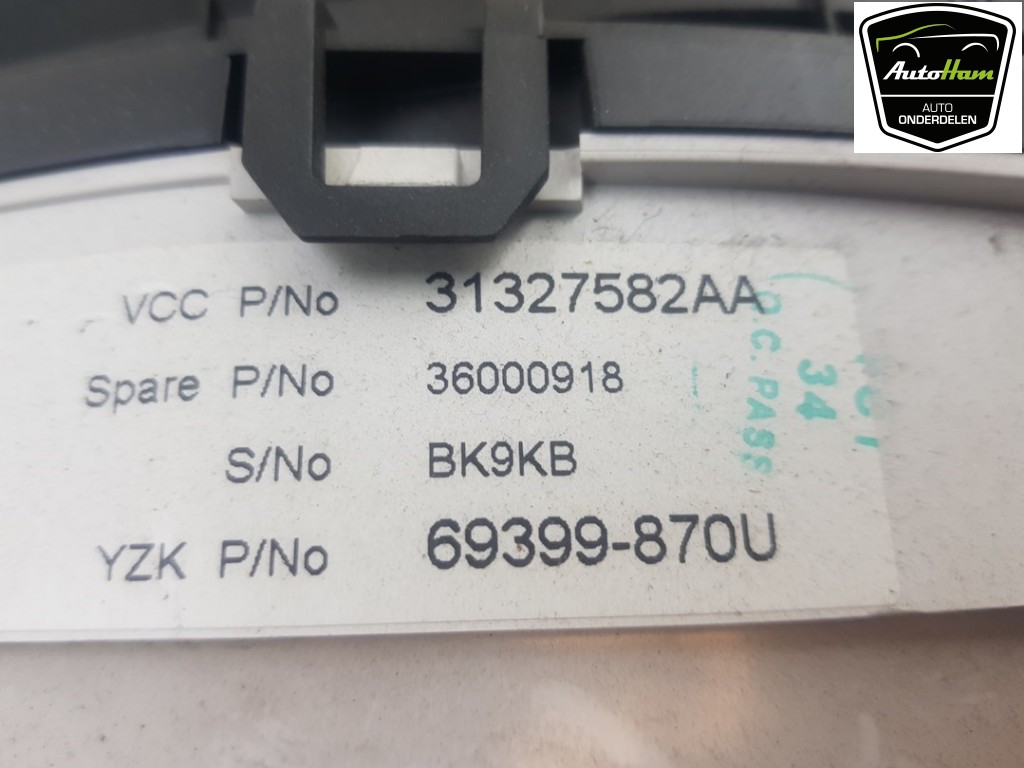 AutoHam
AUTO
ONDERDELEN
VCC P/No 31327582AA
Spare P/No 36000918
S/No BK9KB
YZK P/No 69399-870U
Q.C. PASS
34